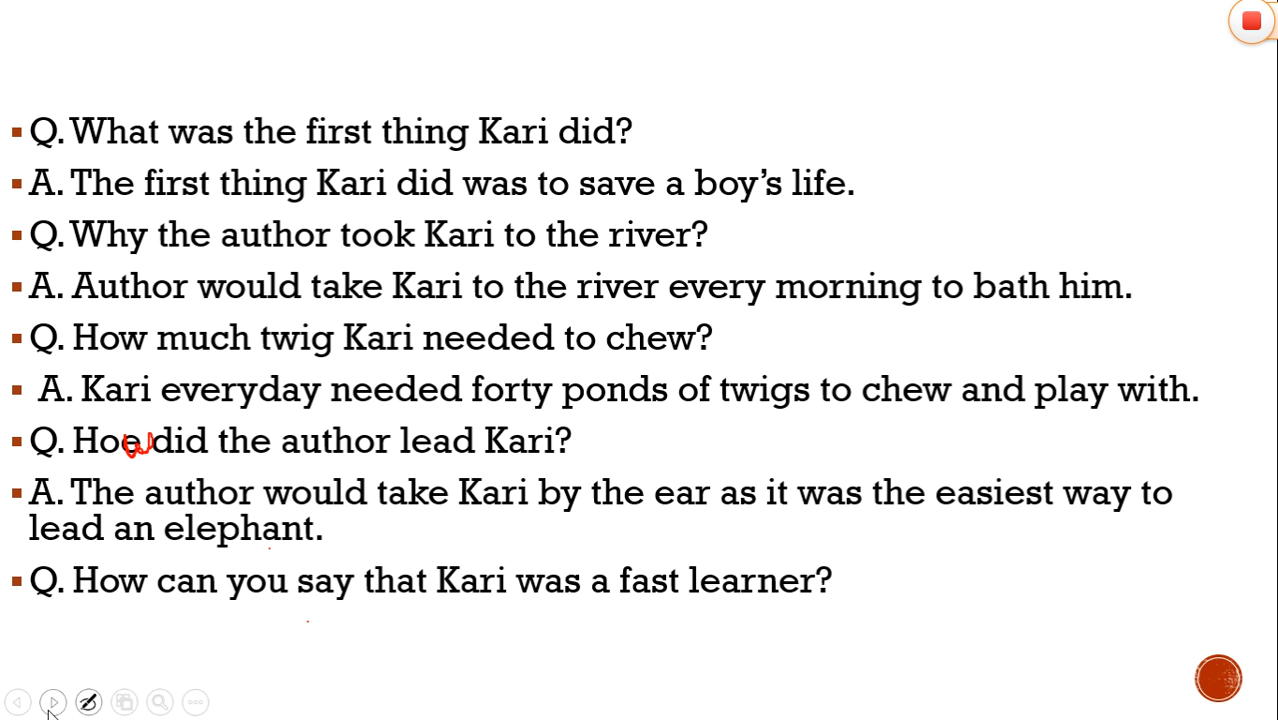 Q. What was the first thing Kari did?
A. The first thing Kari did was to save a boy's life.
Q. Why the author took Kari to the river?
A. Author would take Kari to the river every morning to bath him.
Q. How much twig Kari needed to chew?
A. Kari everyday needed forty ponds of twigs to chew and play with.
Q. Hoe w did the author lead Kari?
A. The author would take Kari by the ear as it was the easiest way to
lead an elephant.
Q. How can you say that Kari was a fast learner?